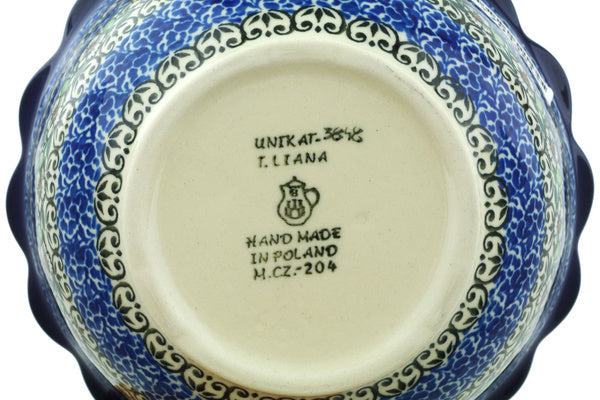 UNIKAT-3848
T.LIANA
HAND MADE
IN POLAND
M.CZ.-204